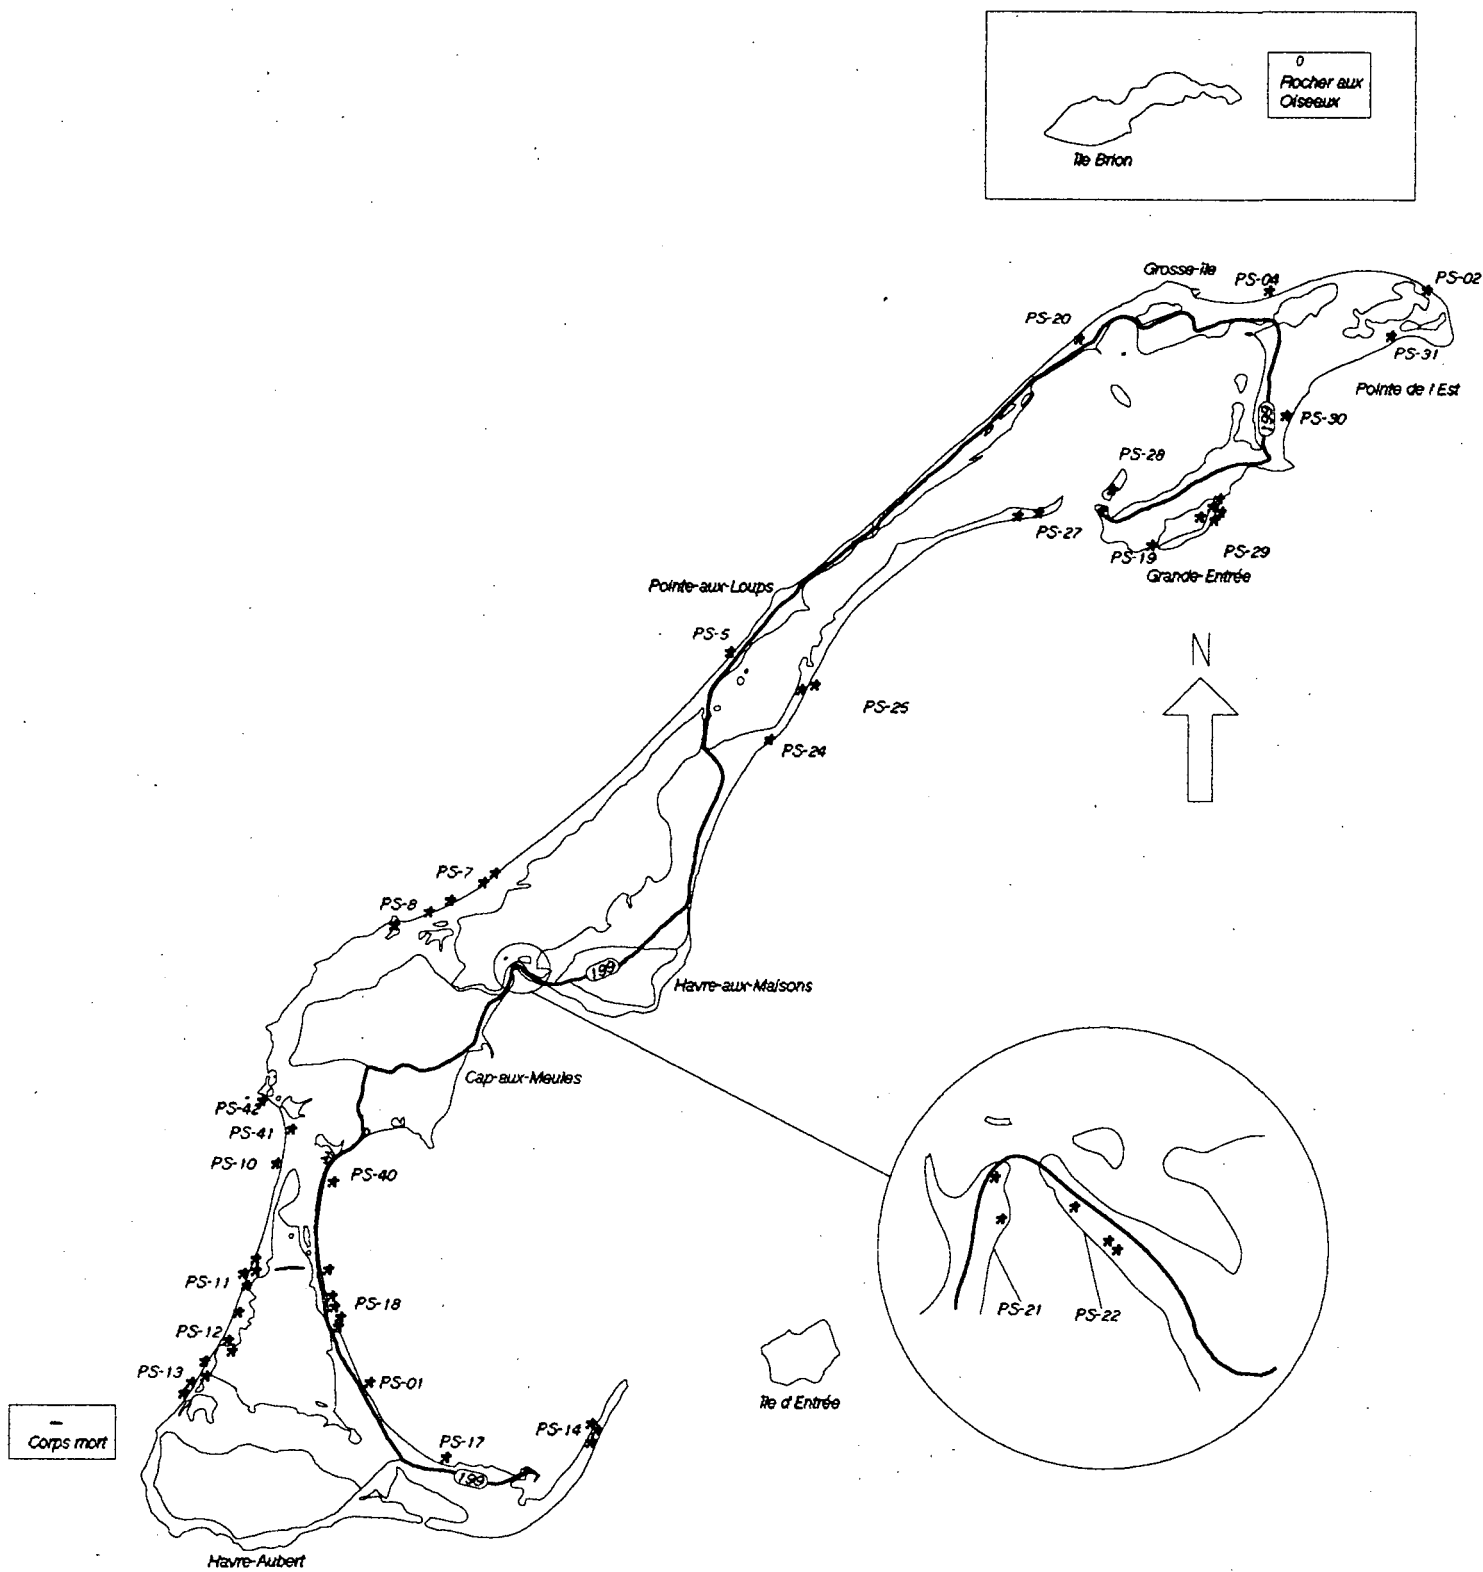 Rocher aux
Oiseaux
île Brion
Grosse-île
PS-04
PS-02
PS-20
PS-31
Pointe de l'Est
199
PS-30
PS-28
PS-27
PS-19
PS-29
Grande-Entrée
Pointe-aux-Loups
PS-5
N
PS-25
PS-24
PS-7
PS-8
199
Havre-aux-Maisons
Cap-aux-Meules
PS-42
PS-41
PS-10
PS-40
PS-11
PS-18
PS-21
PS-22
PS-12
PS-13
PS-01
île d'Entrée
Corps mort
PS-17
PS-14
199
Havre-Aubert